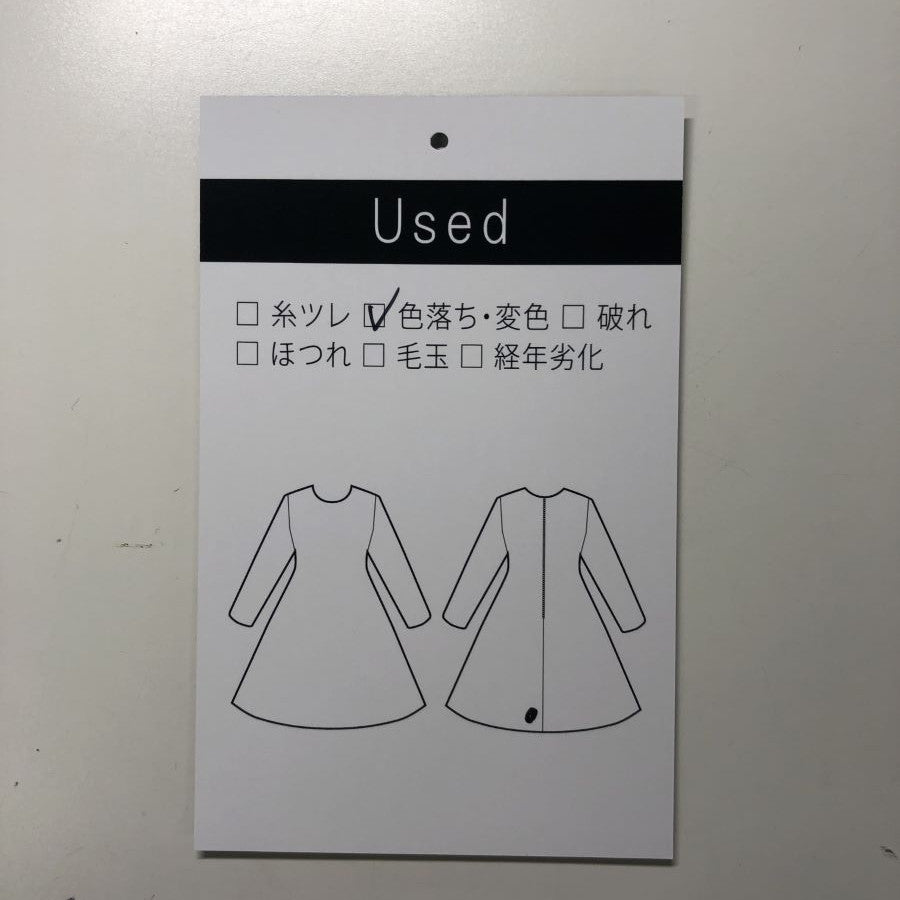 Used
□ 糸ツレ ☑ 色落ち・変色 □ 破れ
□ ほつれ □ 毛玉 □ 経年劣化